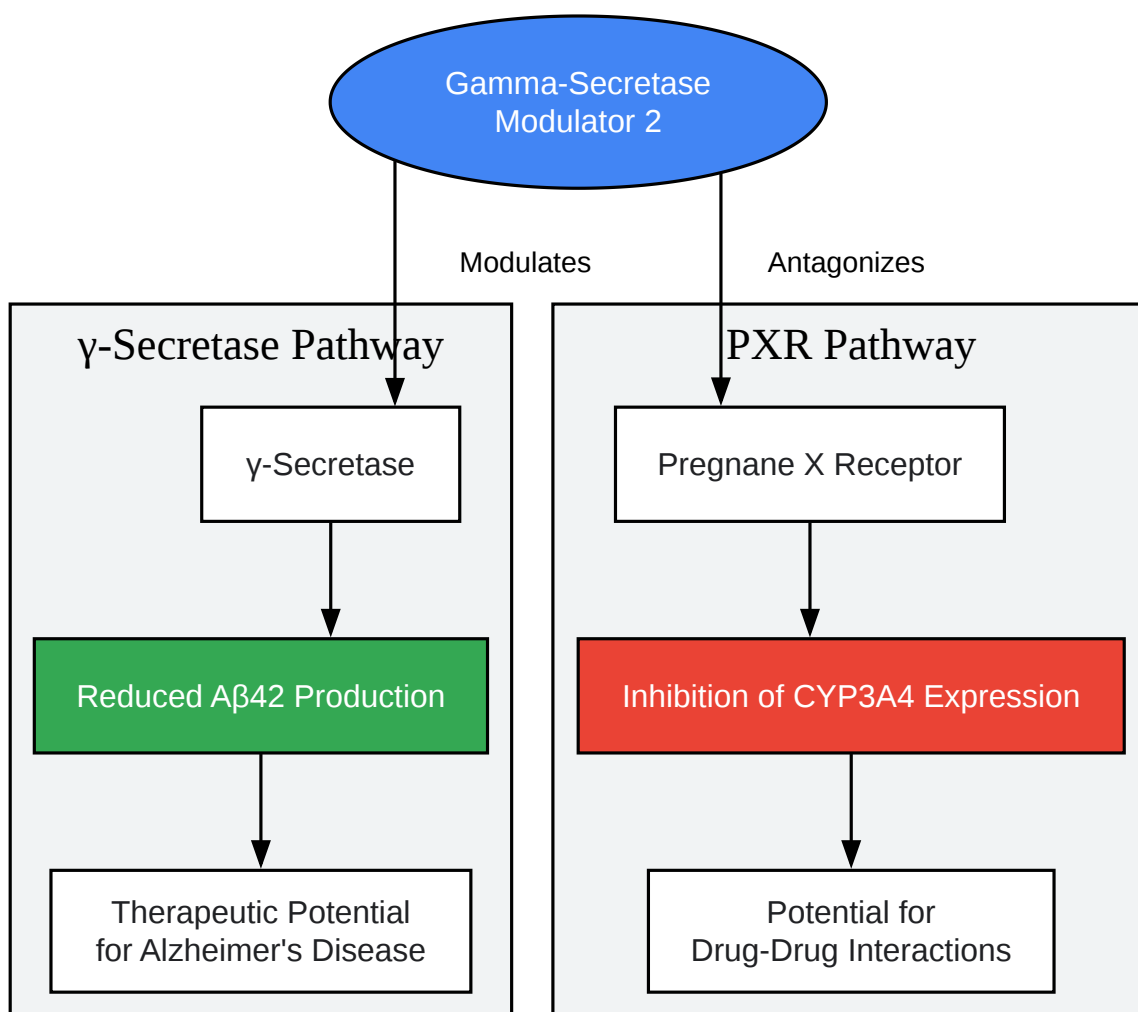 Gamma-Secretase
Modulator 2
Modulates
Antagonizes
γ-Secretase Pathway
PXR Pathway
γ-Secretase
Pregnane X Receptor
Reduced Aβ42 Production
Inhibition of CYP3A4 Expression
Therapeutic Potential
for Alzheimer's Disease
Potential for
Drug-Drug Interactions